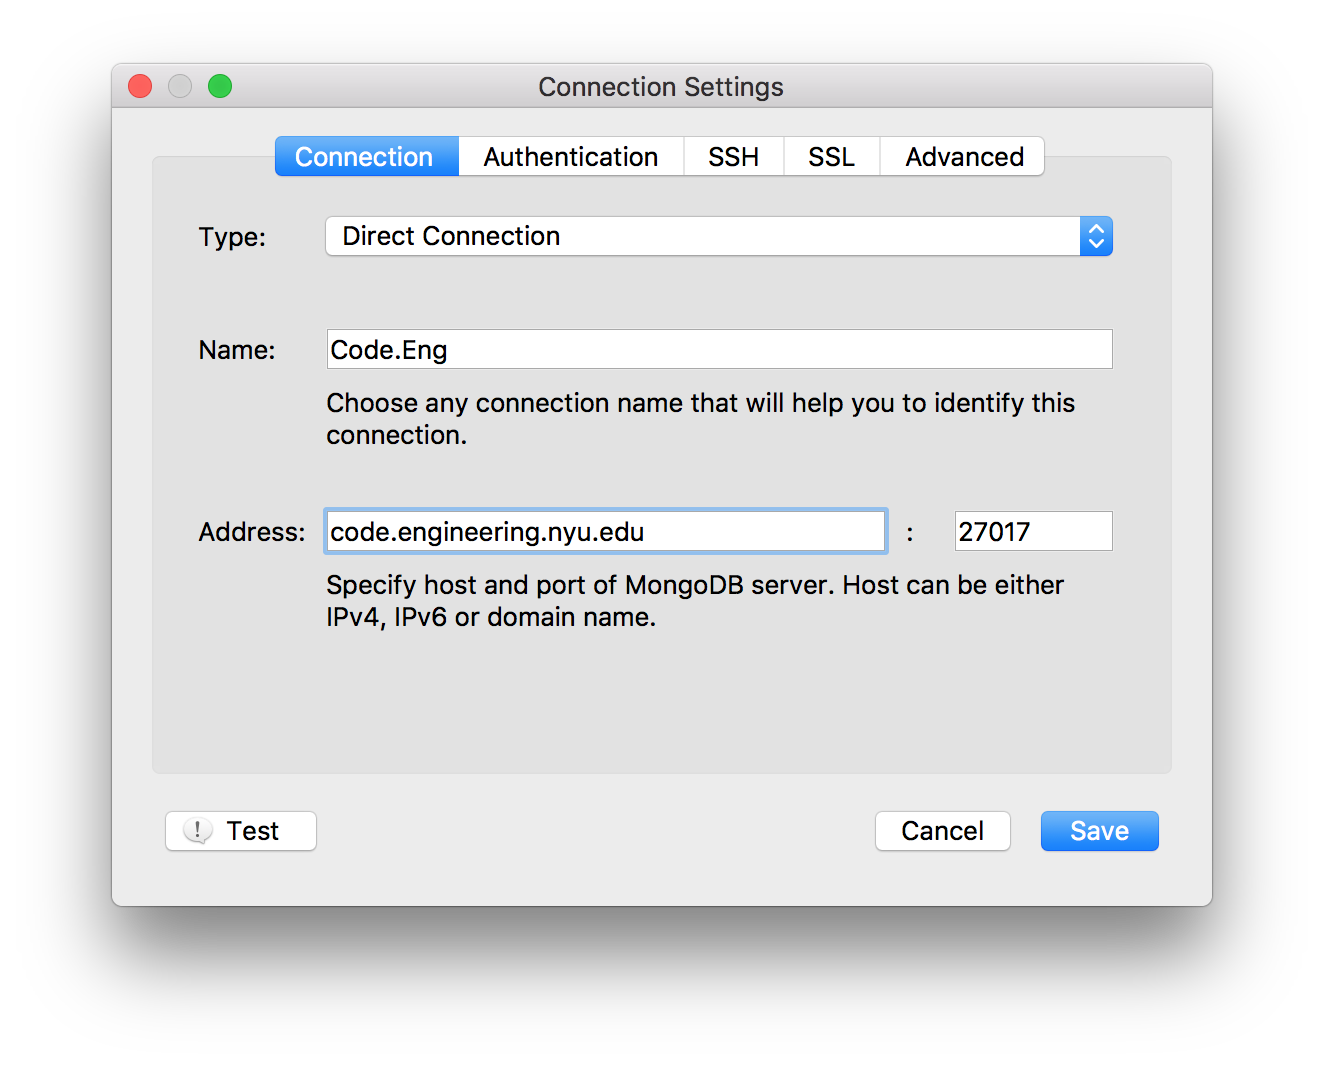 Connection Settings
Connection Authentication SSH SSL Advanced
Type: Direct Connection
Name: Code.Eng
Choose any connection name that will help you to identify this
connection.
Address: code.engineering.nyu.edu : 27017
Specify host and port of MongoDB server. Host can be either
IPv4, IPv6 or domain name.
! Test Cancel Save